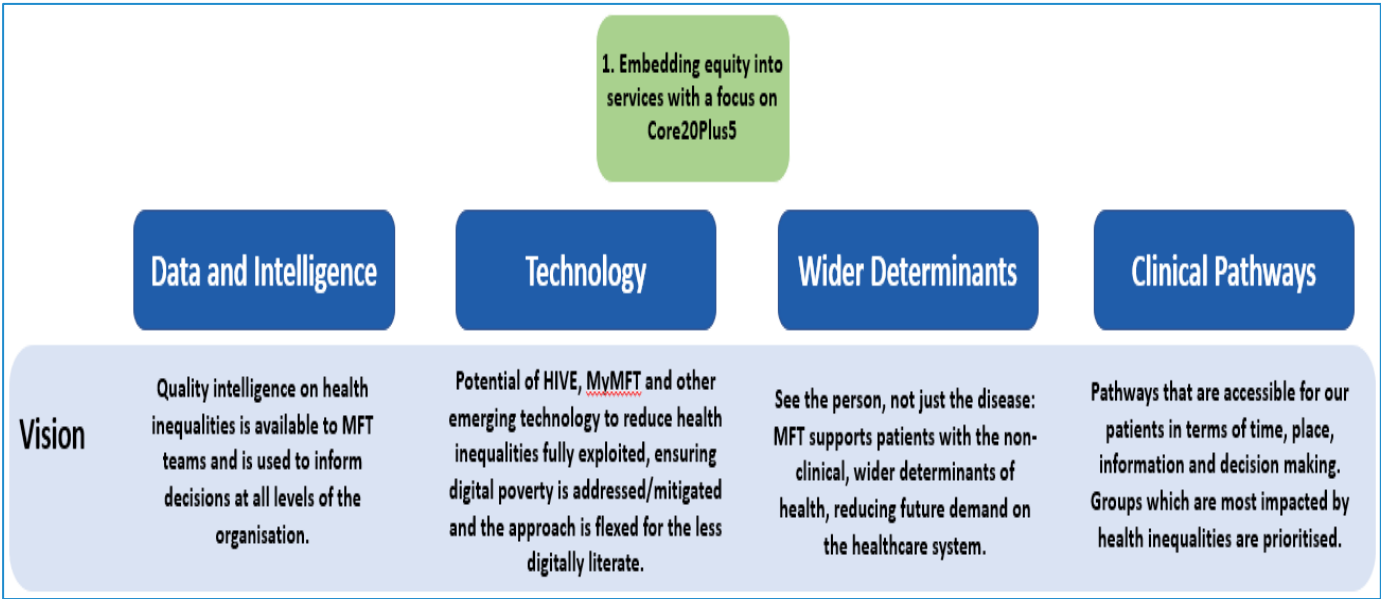 1. Embedding equity into
services with a focus on
Core20Plus5
Data and Intelligence
Technology
Wider Determinants
Clinical Pathways
Vision
Quality intelligence on health
inequalities is available to MFT
teams and is used to inform
decisions at all levels of the
organisation.
Potential of HIVE, MyMFT and other
emerging technology to reduce health
inequalities fully exploited, ensuring
digital poverty is addressed/mitigated
and the approach is flexed for the less
digitally literate.
See the person, not just the disease:
MFT supports patients with the non-
clinical, wider determinants of
health, reducing future demand on
the healthcare system.
Pathways that are accessible for our
patients in terms of time, place,
information and decision making.
Groups which are most impacted by
health inequalities are prioritised.